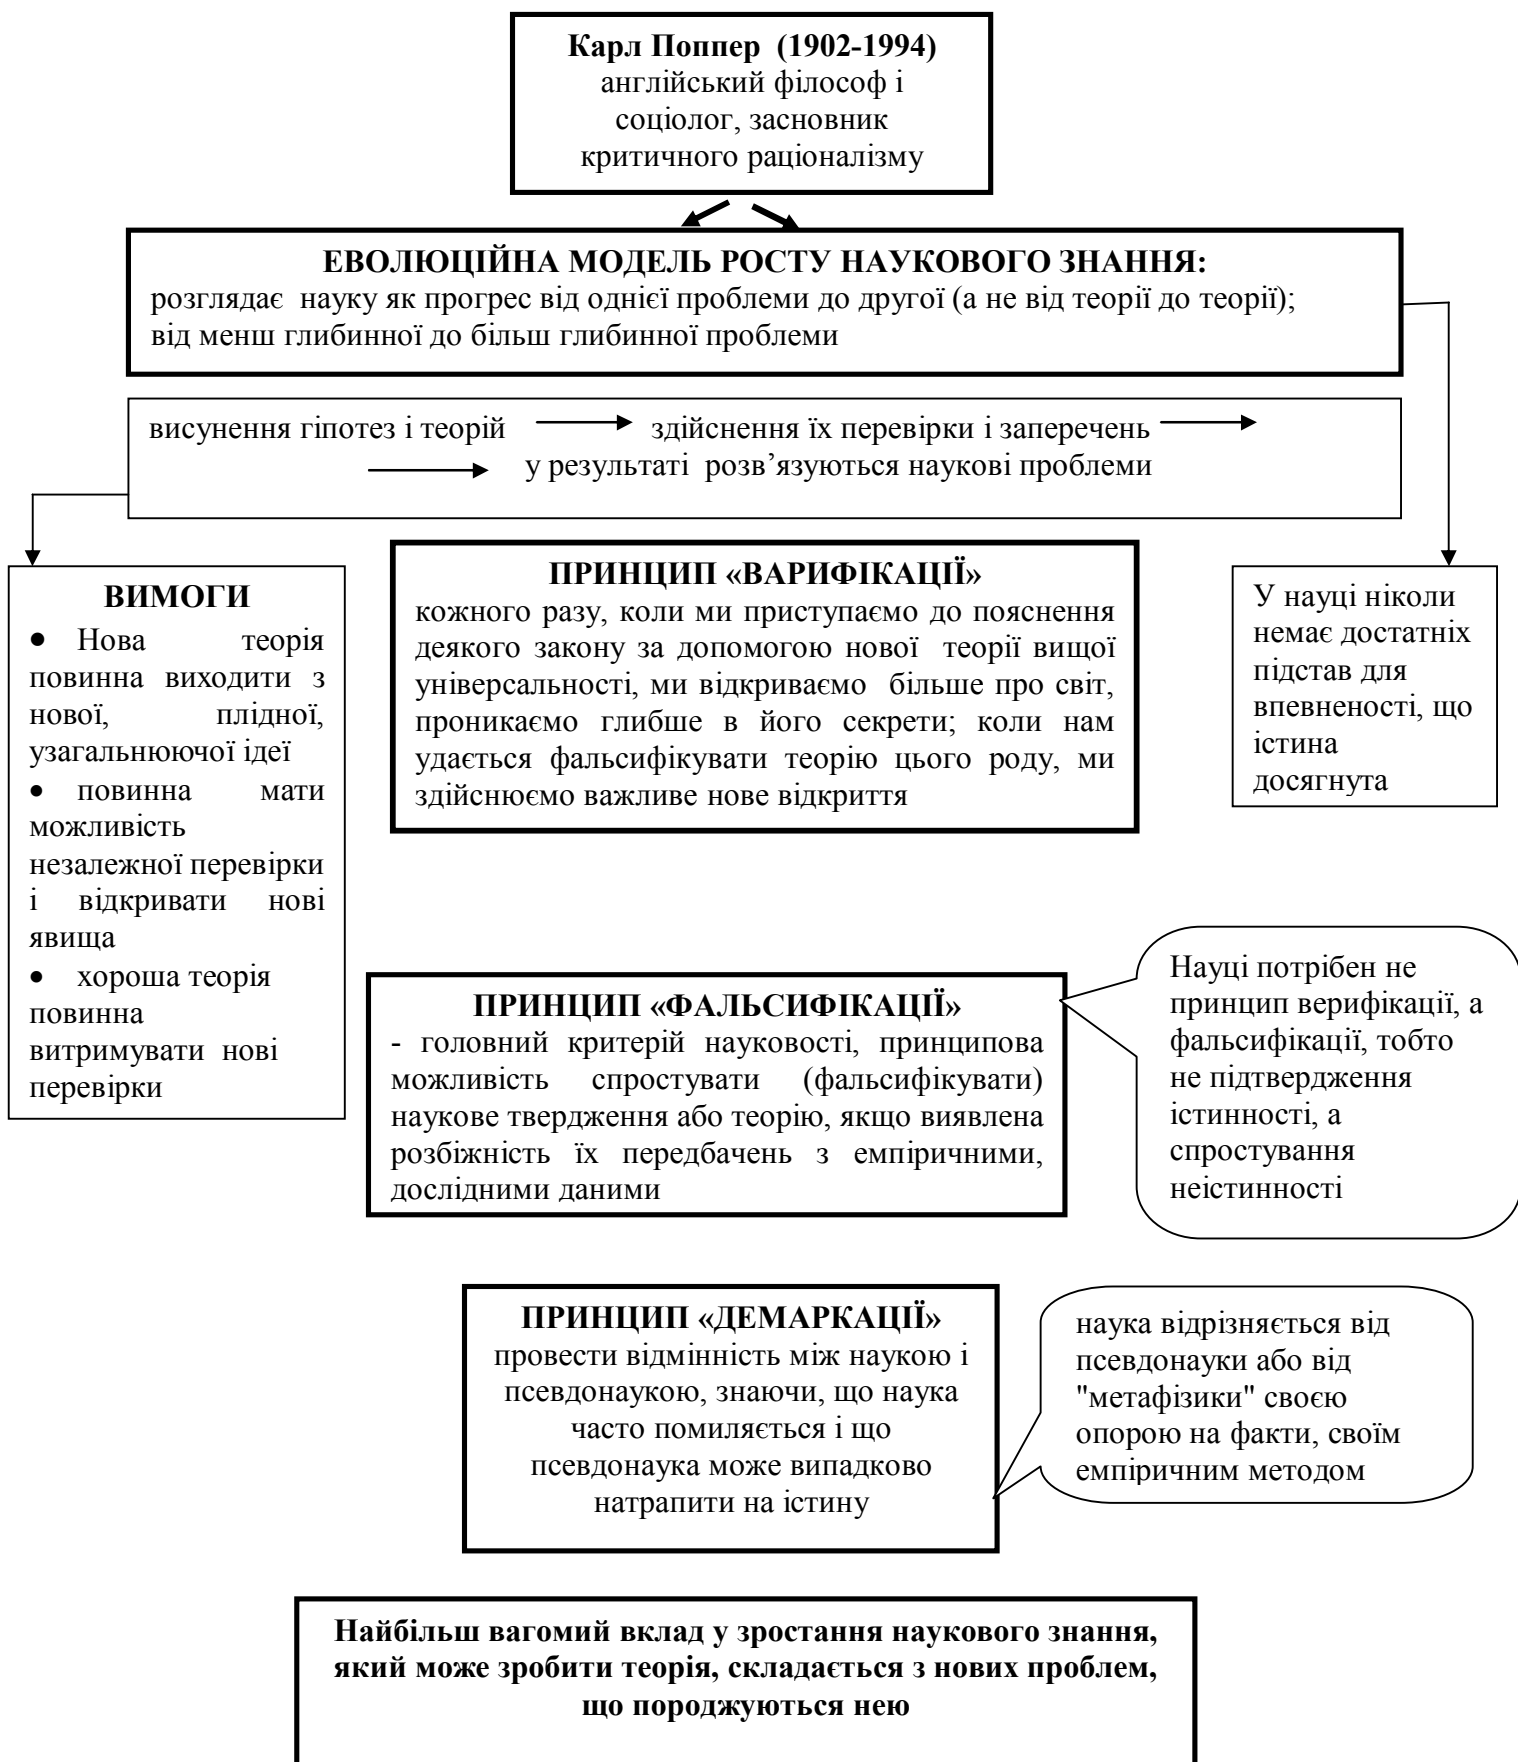 Карл Поппер (1902-1994)
англійський філософ і
соціолог, засновник
критичного раціоналізму
ЕВОЛЮЦІЙНА МОДЕЛЬ РОСТУ НАУКОВОГО ЗНАННЯ:
розглядає науку як прогрес від однієї проблеми до другої (а не від теорії до теорії);
від менш глибинної до більш глибинної проблеми
висунення гіпотез і теорій здійснення їх перевірки і заперечень
у результаті розв’язуються наукові проблеми
ВИМОГИ
• Нова теорія
повинна виходити з
нової, плідної,
узагальнюючої ідеї
• повинна мати
можливість
незалежної перевірки
і відкривати нові
явища
• хороша теорія
повинна
витримувати нові
перевірки
ПРИНЦИП «ВАРИФІКАЦІЇ»
кожного разу, коли ми приступаємо до пояснення
деякого закону за допомогою нової теорії вищої
універсальності, ми відкриваємо більше про світ,
проникаємо глибше в його секрети; коли нам
удається фальсифікувати теорію цього роду, ми
здійснюємо важливе нове відкриття
У науці ніколи
немає достатніх
підстав для
впевненості, що
істина
досягнута
ПРИНЦИП «ФАЛЬСИФІКАЦІЇ»
- головний критерій науковості, принципова
можливість спростувати (фальсифікувати)
наукове твердження або теорію, якщо виявлена
розбіжність їх передбачень з емпіричними,
дослідними даними
Науці потрібен не
принцип верифікації, а
фальсифікації, тобто
не підтвердження
істинності, а
спростування
неістинності
ПРИНЦИП «ДЕМАРКАЦІЇ»
провести відмінність між наукою і
псевдонаукою, знаючи, що наука
часто помиляється і що
псевдонаука може випадково
натрапити на істину
наука відрізняється від
псевдонауки або від
"метафізики" своєю
опорою на факти, своїм
емпіричним методом
Найбільш вагомий вклад у зростання наукового знання,
який може зробити теорія, складається з нових проблем,
що породжуються нею